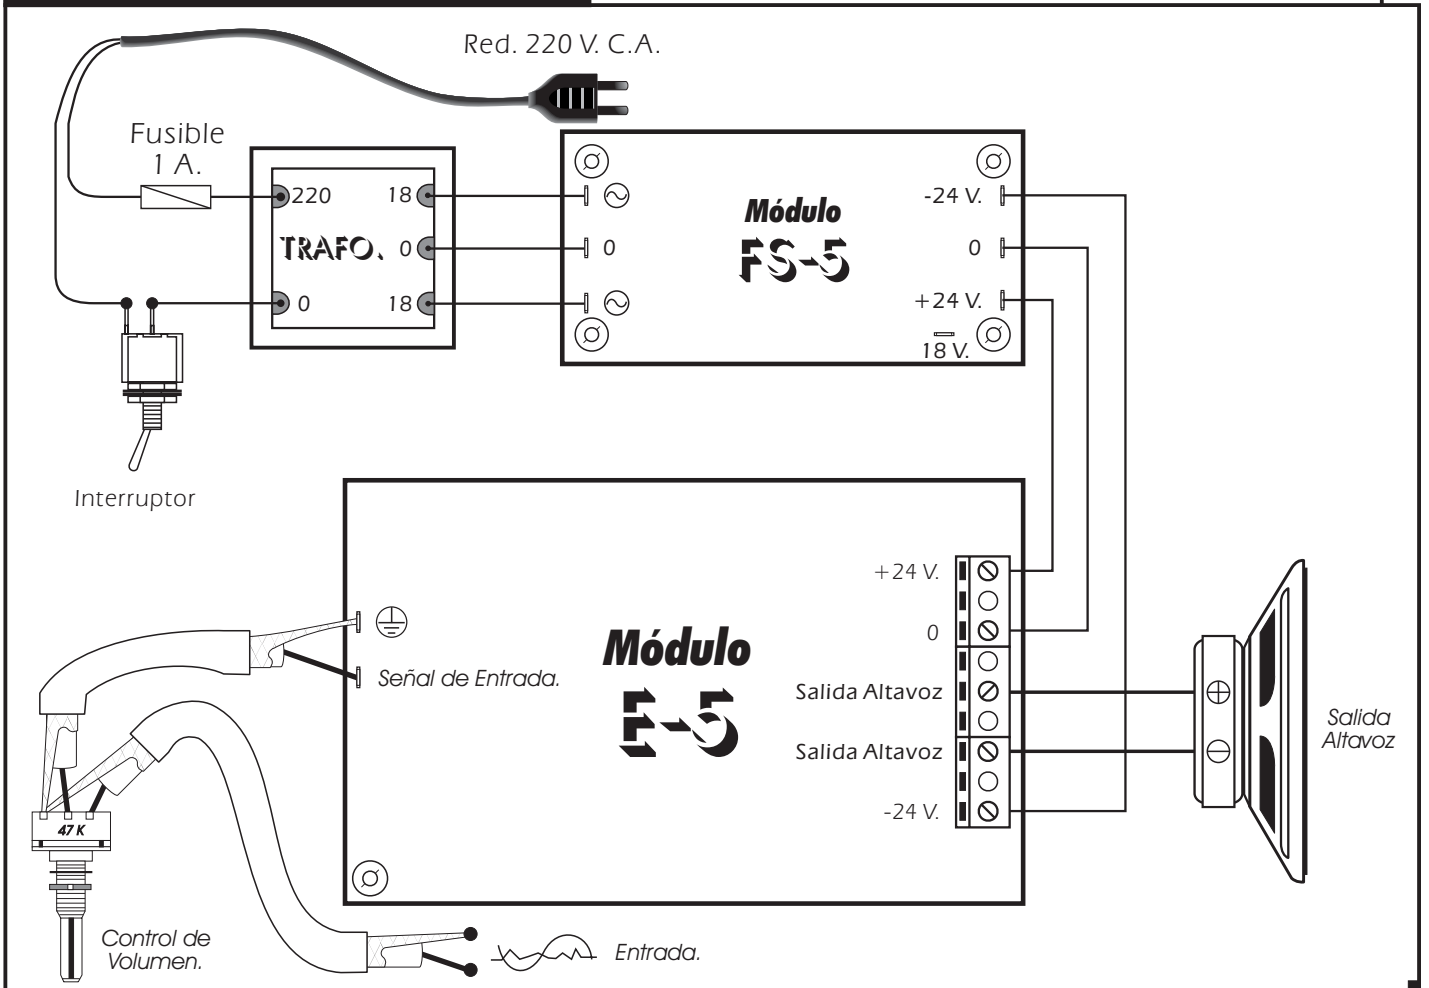 Red. 220 V. C.A.
Fusible
1 A.
220
18
TRAFO.
0
0
18
Módulo
FS-5
0
-24 V.
0
+24 V.
18 V.
Interruptor
+24 V.
0
Módulo
E-5
Señal de Entrada.
Salida Altavoz
Salida Altavoz
-24 V.
Salida
Altavoz
47 K
Control de
Volumen.
Entrada.